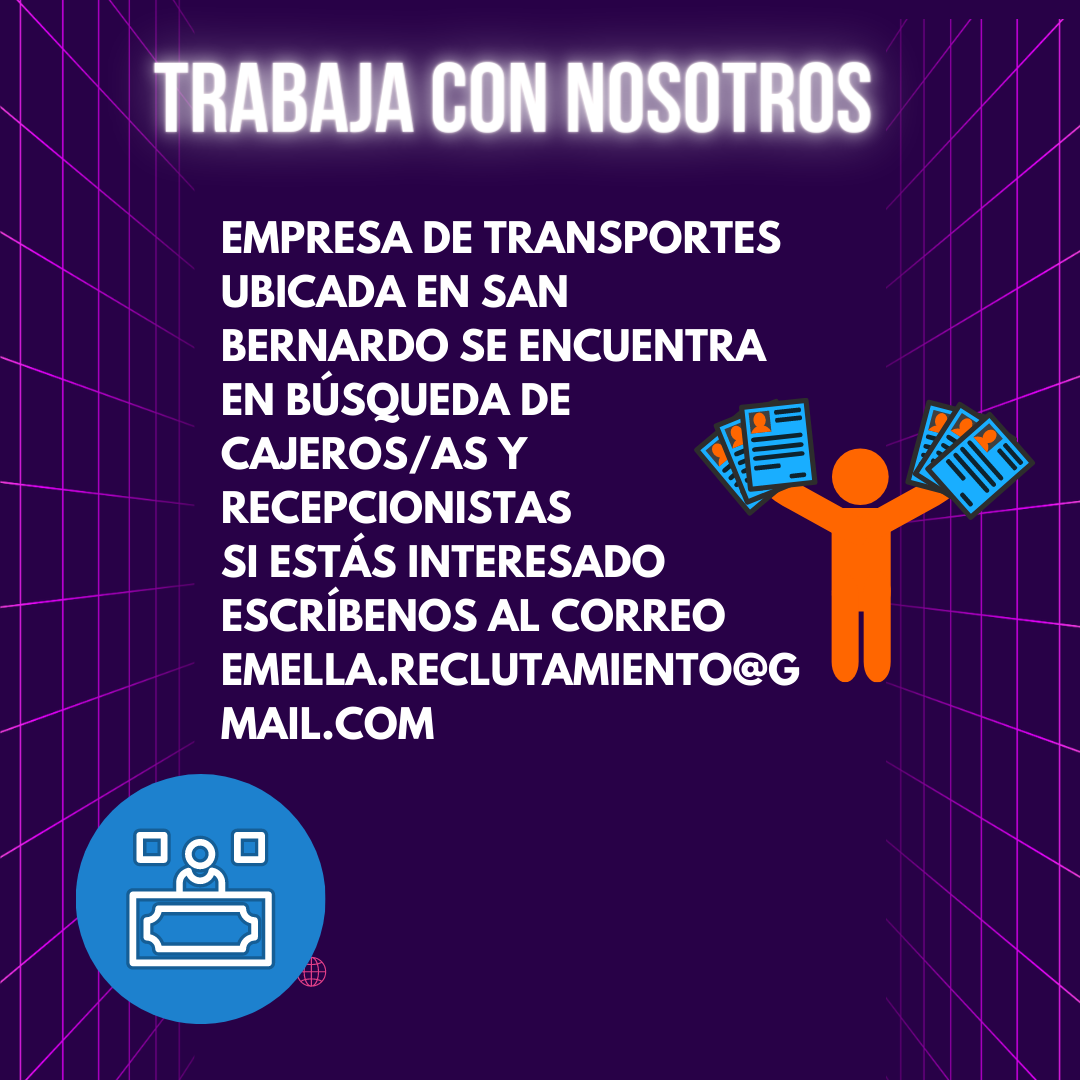 TRABAJA CON NOSOTROS
EMPRESA DE TRANSPORTES
UBICADA EN SAN
BERNARDO SE ENCUENTRA
EN BÚSQUEDA DE
CAJEROS/AS Y
RECEPCIONISTAS
SI ESTÁS INTERESADO
ESCRÍBENOS AL CORREO
EMELLA.RECLUTAMIENTO@G
MAIL.COM